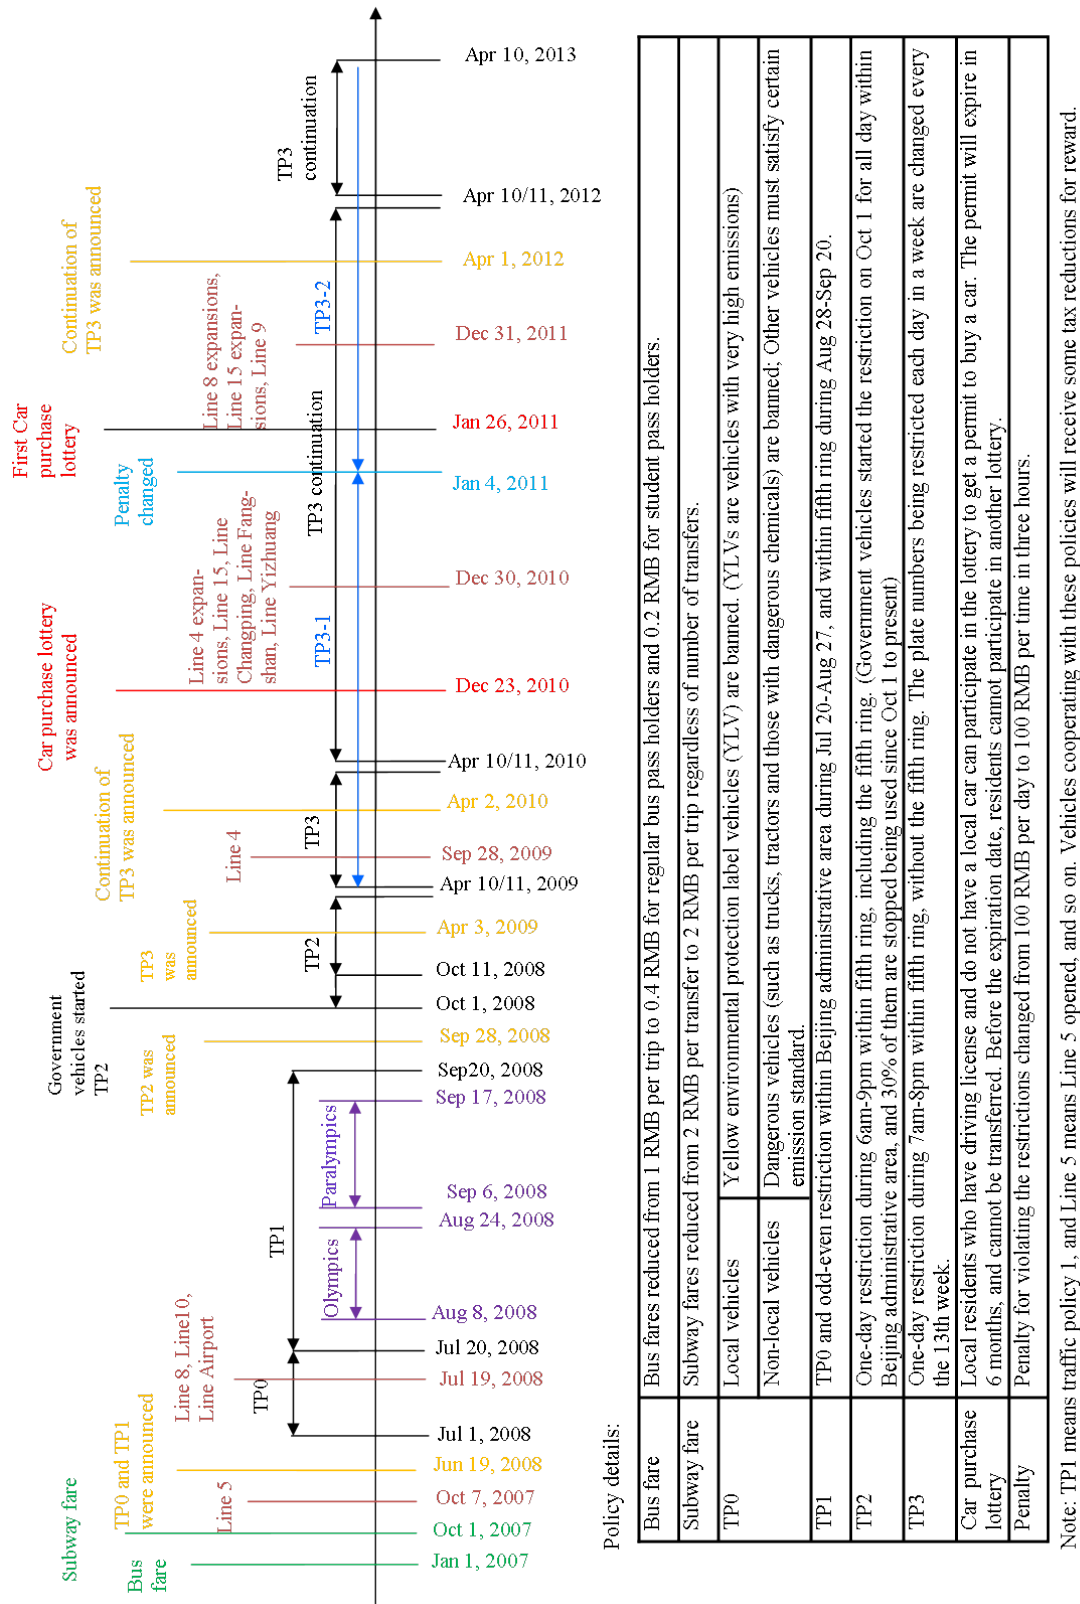 Subway fare
Bus
fare
TP0 and TP1
were announced
Line 5
Line 8, Line10,
Line Airport
TP0
TP1
Olympics
Paralympics
TP2 was
announced
Government
vehicles started
TP2
TP2
TP3
was
announced
Line 4
TP3
Continuation of
TP3 was announced
Car purchase lottery
was announced
TP3-1
Line 4 expan-
sions, Line 15, Line
Changping, Line Fang-
shan, Line Yizhuang
TP3 continuation
Penalty
changed
First Car
purchase
lottery
Line 8 expansions,
Line 15 expan-
sions, Line 9
TP3-2
Continuation of
TP3 was announced
TP3
continuation
Jan 1, 2007
Oct 1, 2007
Oct 7, 2007
Jun 19, 2008
Jul 1, 2008
Jul 19, 2008
Jul 20, 2008
Aug 8, 2008
Aug 24, 2008
Sep 6, 2008
Sep 17, 2008
Sep20, 2008
Sep 28, 2008
Oct 1, 2008
Oct 11, 2008
Apr 3, 2009
Apr 10/11, 2009
Sep 28, 2009
Apr 2, 2010
Apr 10/11, 2010
Dec 23, 2010
Dec 30, 2010
Jan 4, 2011
Jan 26, 2011
Dec 31, 2011
Apr 1, 2012
Apr 10/11, 2012
Apr 10, 2013
Policy details:
Bus fare
Bus fares reduced from 1 RMB per trip to 0.4 RMB for regular bus pass holders and 0.2 RMB for student pass holders.
Subway fare
Subway fares reduced from 2 RMB per transfer to 2 RMB per trip regardless of number of transfers.
TP0
Local vehicles
Yellow environmental protection label vehicles (YLV) are banned. (YLVs are vehicles with very high emissions)
Non-local vehicles
Dangerous vehicles (such as trucks, tractors and those with dangerous chemicals) are banned; Other vehicles must satisfy certain
emission standard.
TP1
TP0 and odd-even restriction within Beijing administrative area during Jul 20-Aug 27, and within fifth ring during Aug 28-Sep 20.
TP2
One-day restriction during 6am-9pm within fifth ring, including the fifth ring. (Government vehicles started the restriction on Oct 1 for all day within
Beijing administrative area, and 30% of them are stopped being used since Oct 1 to present)
TP3
One-day restriction during 7am-8pm within fifth ring, without the fifth ring. The plate numbers being restricted each day in a week are changed every
the 13th week.
Car purchase
lottery
Local residents who have driving license and do not have a local car can participate in the lottery to get a permit to buy a car. The permit will expire in
6 months, and cannot be transferred. Before the expiration date, residents cannot participate in another lottery.
Penalty
Penalty for violating the restrictions changed from 100 RMB per day to 100 RMB per time in three hours.
Note: TP1 means traffic policy 1, and Line 5 means Line 5 opened, and so on. Vehicles cooperating with these policies will receive some tax reductions for reward.